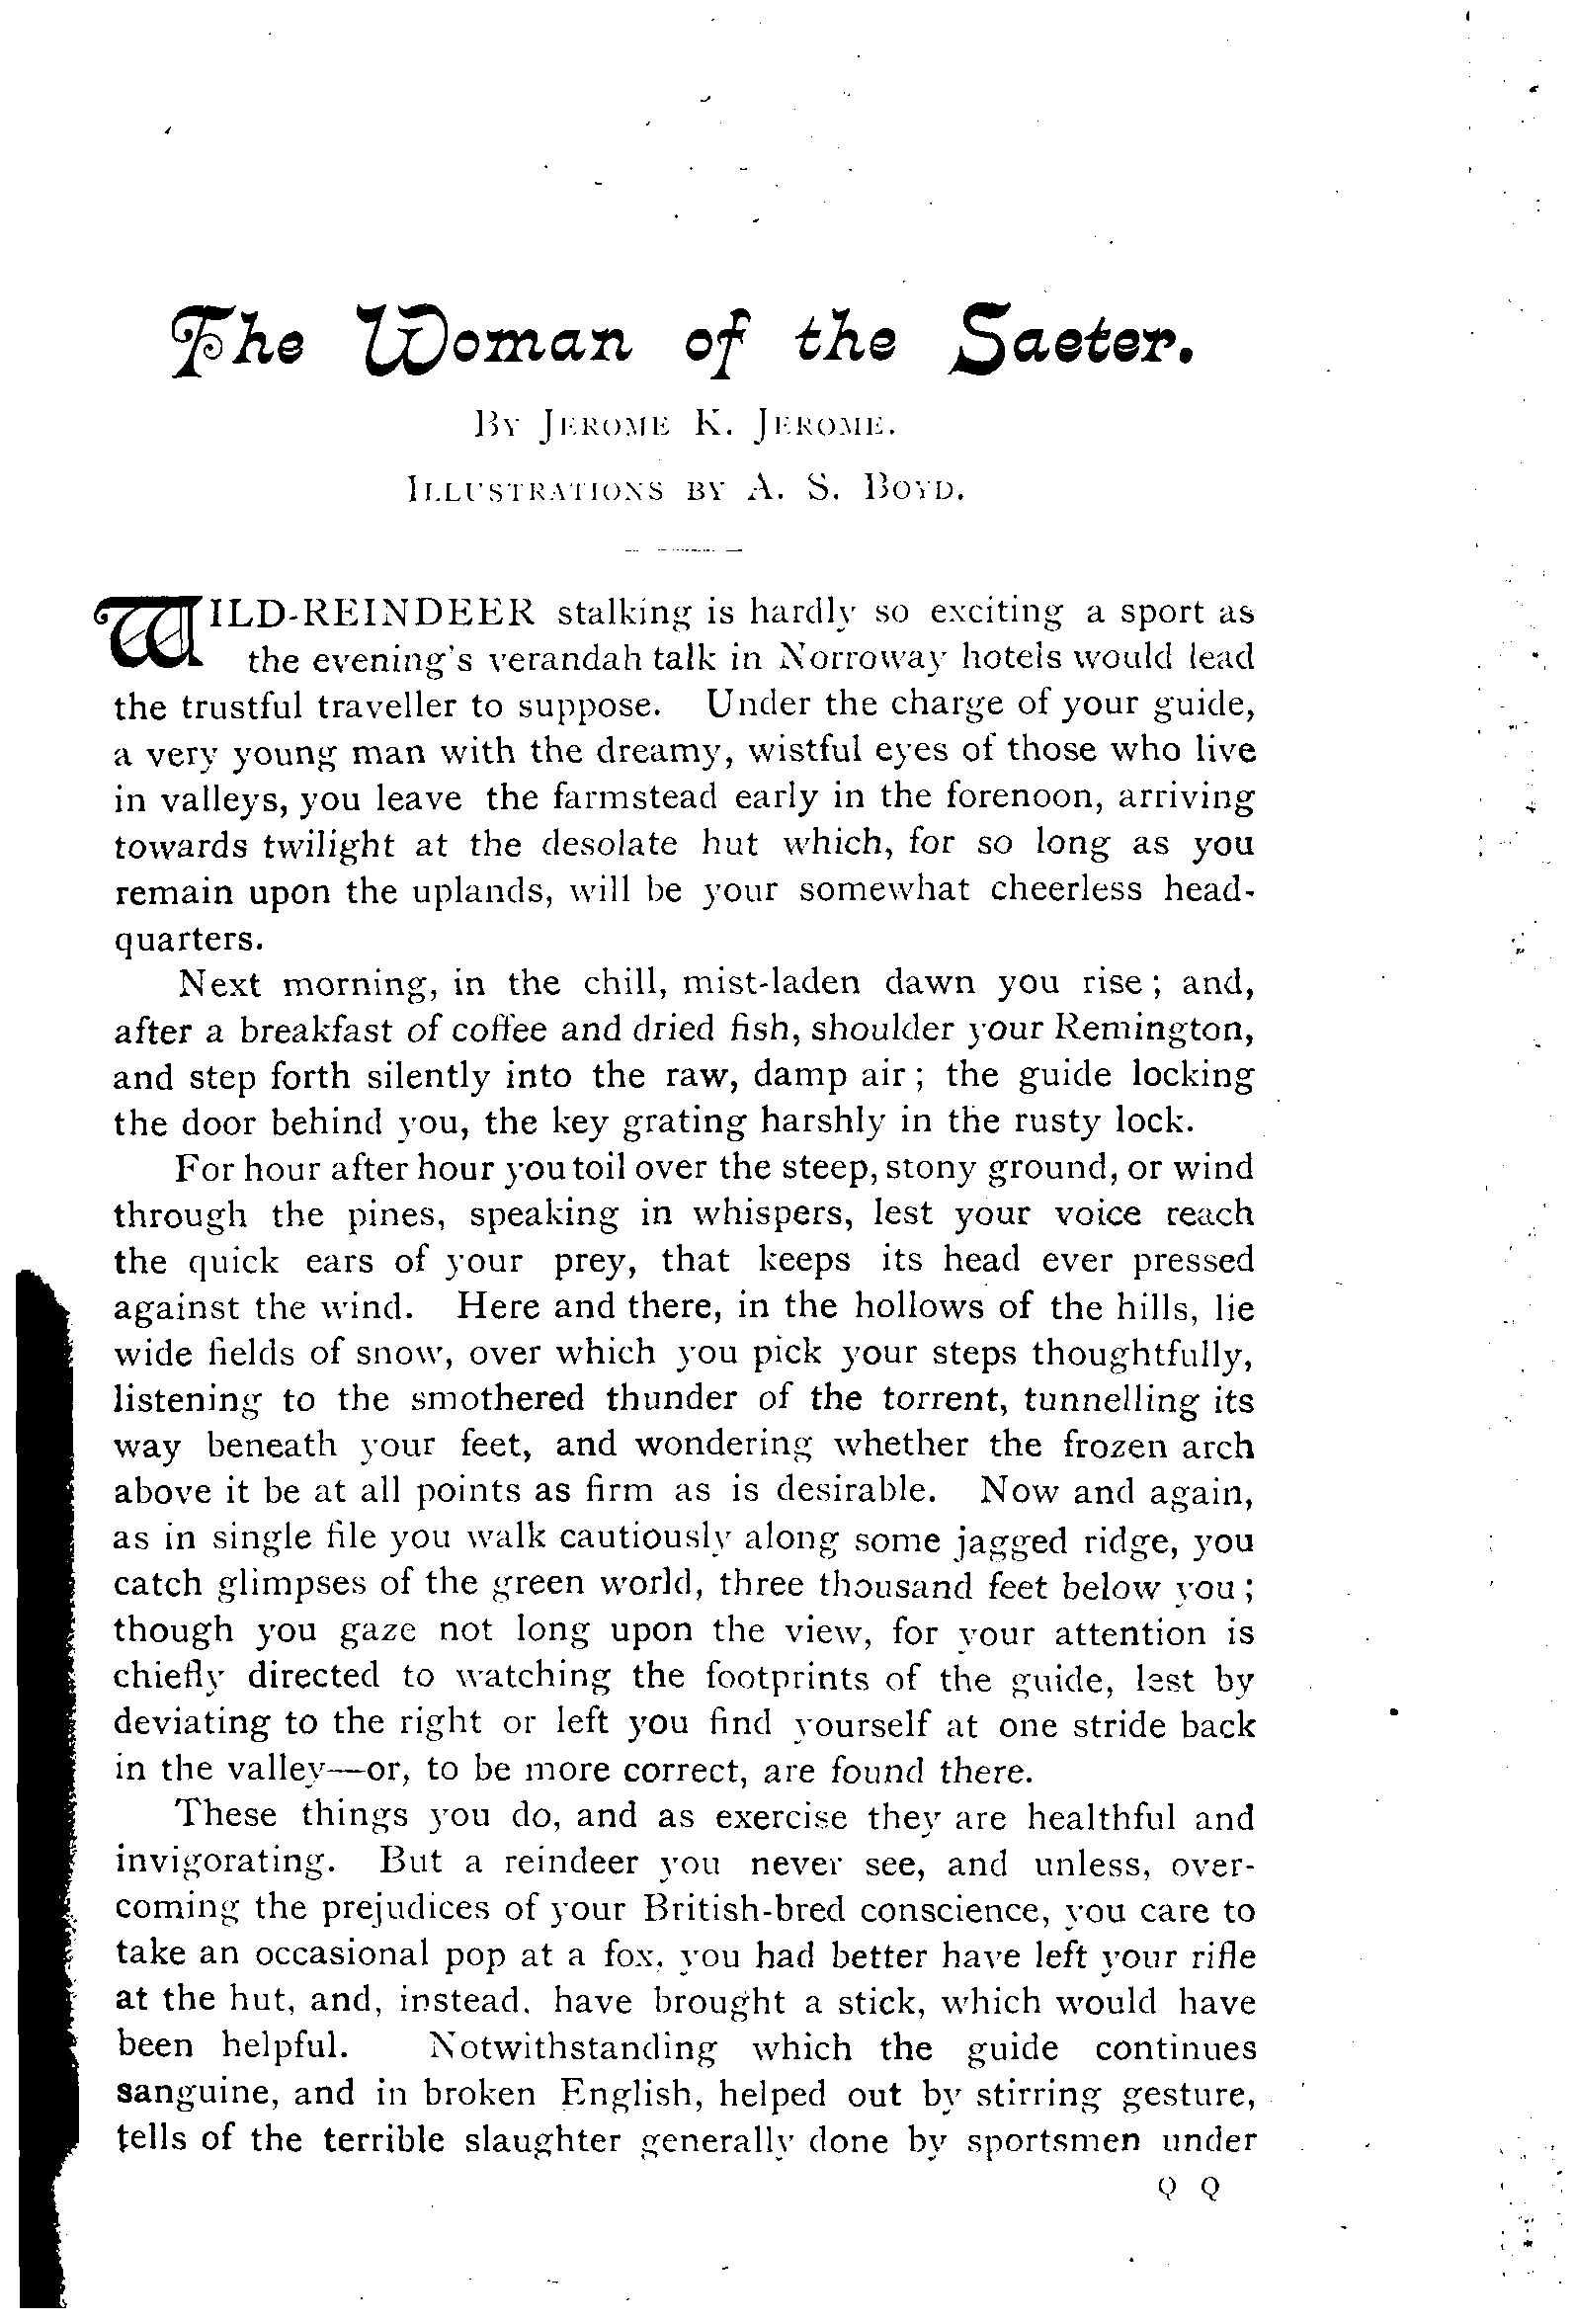 The Woman of the Saeter.
By Jerome K. Jerome.
Illustrations by A. S. Boyd.
WILD-REINDEER stalking is hardly so exciting a sport as
the evening's verandah talk in Norroway hotels would lead
the trustful traveller to suppose. Under the charge of your guide,
a very young man with the dreamy, wistful eyes of those who live
in valleys, you leave the farmstead early in the forenoon, arriving
towards twilight at the desolate hut which, for so long as you
remain upon the uplands, will be your somewhat cheerless head-
quarters.
Next morning, in the chill, mist-laden dawn you rise; and,
after a breakfast of coffee and dried fish, shoulder your Remington,
and step forth silently into the raw, damp air; the guide locking
the door behind you, the key grating harshly in the rusty lock.
For hour after hour you toil over the steep, stony ground, or wind
through the pines, speaking in whispers, lest your voice reach
the quick ears of your prey, that keeps its head ever pressed
against the wind. Here and there, in the hollows of the hills, lie
wide fields of snow, over which you pick your steps thoughtfully,
listening to the smothered thunder of the torrent, tunnelling its
way beneath your feet, and wondering whether the frozen arch
above it be at all points as firm as is desirable. Now and again,
as in single file you walk cautiously along some jagged ridge, you
catch glimpses of the green world, three thousand feet below you;
though you gaze not long upon the view, for your attention is
chiefly directed to watching the footprints of the guide, lest by
deviating to the right or left you find yourself at one stride back
in the valley—or, to be more correct, are found there.
These things you do, and as exercise they are healthful and
invigorating. But a reindeer you never see, and unless, over-
coming the prejudices of your British-bred conscience, you care to
take an occasional pop at a fox, you had better have left your rifle
at the hut, and, instead, have brought a stick, which would have
been helpful. Notwithstanding which the guide continues
sanguine, and in broken English, helped out by stirring gesture,
tells of the terrible slaughter generally done by sportsmen under
Q Q